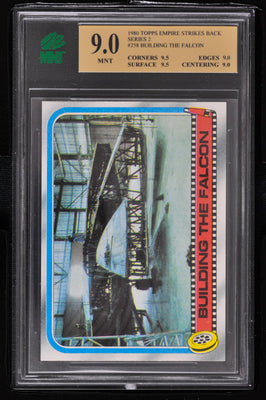 MNT
9.0
MNT
1980 TOPPS EMPIRE STRIKES BACK
SERIES 2
#258 BUILDING THE FALCON
CORNERS 9.5 EDGES 9.0
SURFACE 9.5 CENTERING 9.0
BUILDING THE FALCON